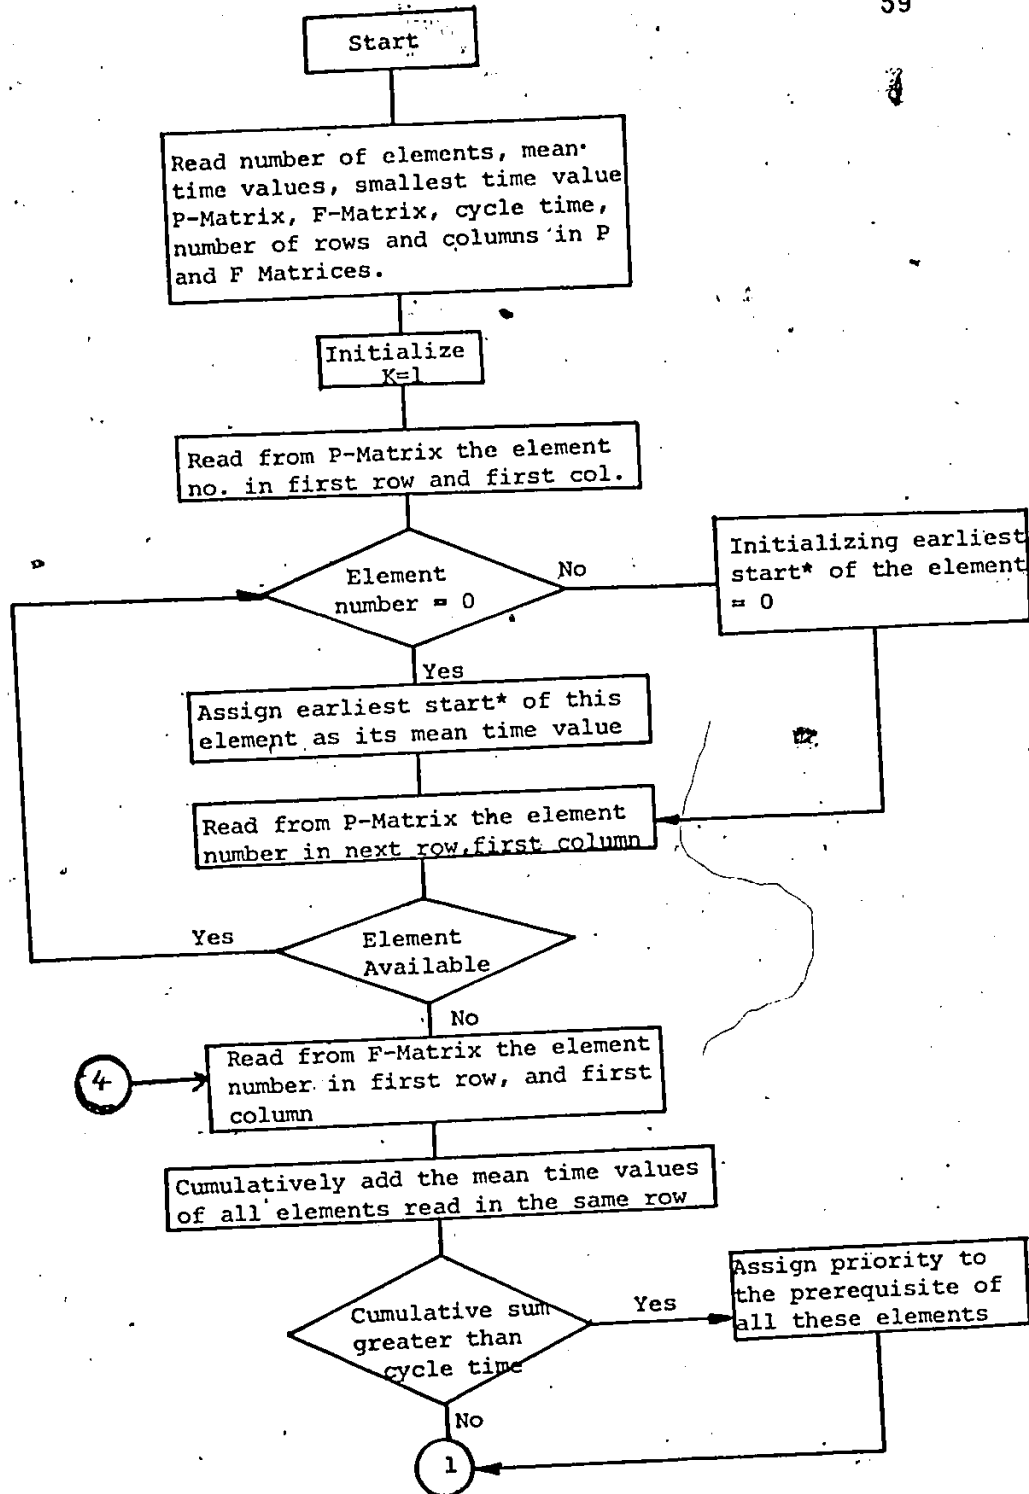 59
Start
Read number of elements, mean
time values, smallest time value
P-Matrix, F-Matrix, cycle time,
number of rows and columns in P
and F Matrices.
Initialize
K=1
Read from P-Matrix the element
no. in first row and first col.
Element
number = 0
No
Initializing earliest
start* of the element
= 0
Yes
Assign earliest start* of this
element as its mean time value
Read from P-Matrix the element
number in next row,first column
Yes
Element
Available
No
4
Read from F-Matrix the element
number in first row, and first
column
Cumulatively add the mean time values
of all elements read in the same row
Cumulative sum
greater than
cycle time
Yes
Assign priority to
the prerequisite of
all these elements
No
1